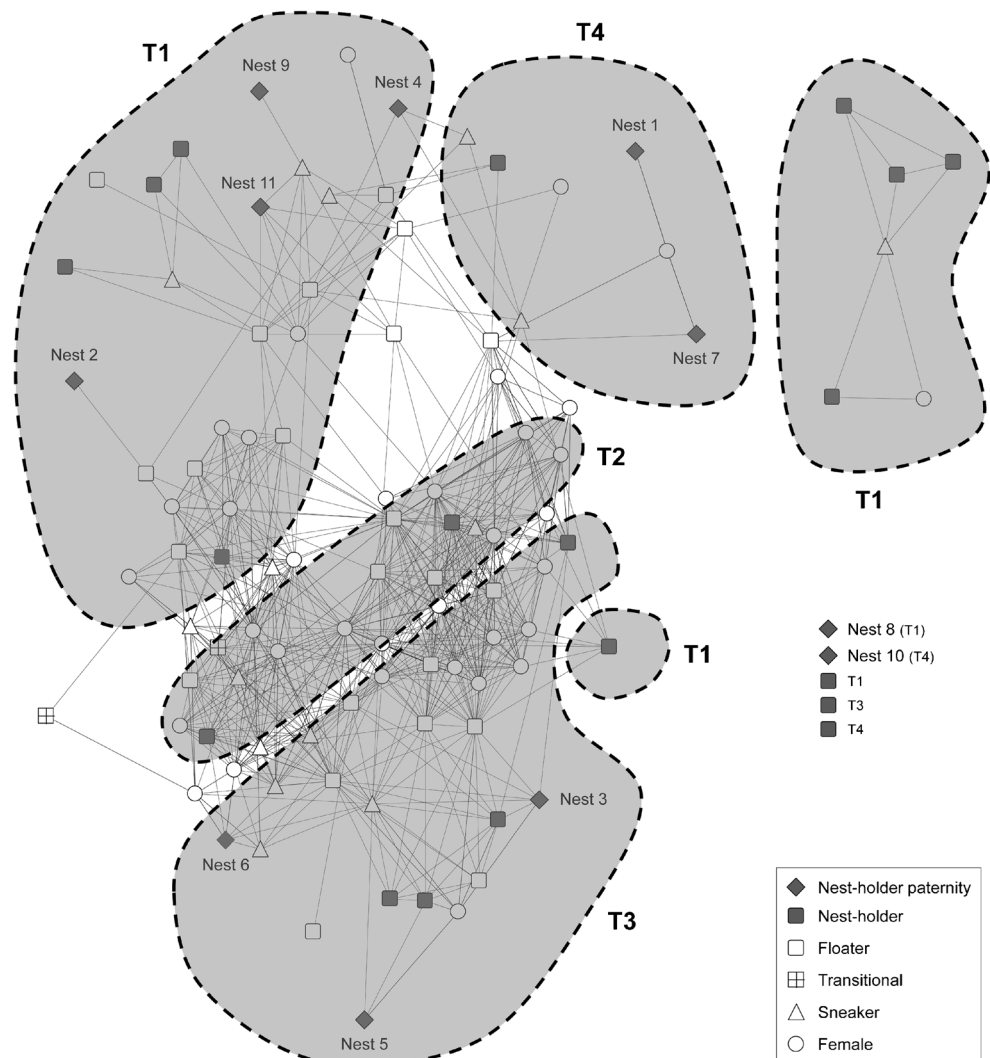 T4
T1
Nest 9
Nest 4
Nest 1
Nest 11
Nest 2
Nest 7
T2
T1
Nest 8 (T1)
Nest 10 (T4)
T1
T1
T3
T4
Nest 3
Nest 6
T3
Nest 5
Nest-holder paternity
Nest-holder
Floater
Transitional
Sneaker
Female